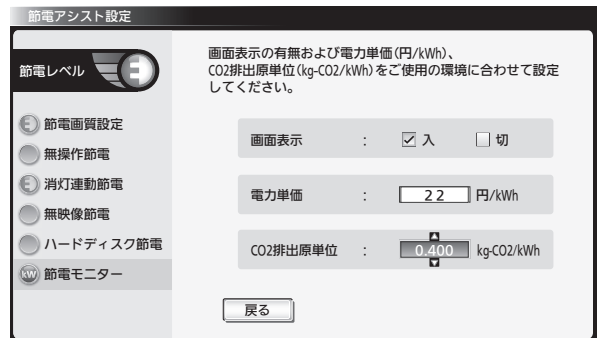 節電アシスト設定
節電レベル
節電画質設定
無操作節電
消灯連動節電
無映像節電
ハードディスク節電
kW 節電モニター
画面表示の有無および電力単価(円/kWh)、
CO2排出原単位(kg-CO2/kWh)をご使用の環境に合わせて設定
してください。
画面表示 : 入 切
電力単価 : 22 円/kWh
CO2排出原単位 : 0.400 kg-CO2/kWh
戻る